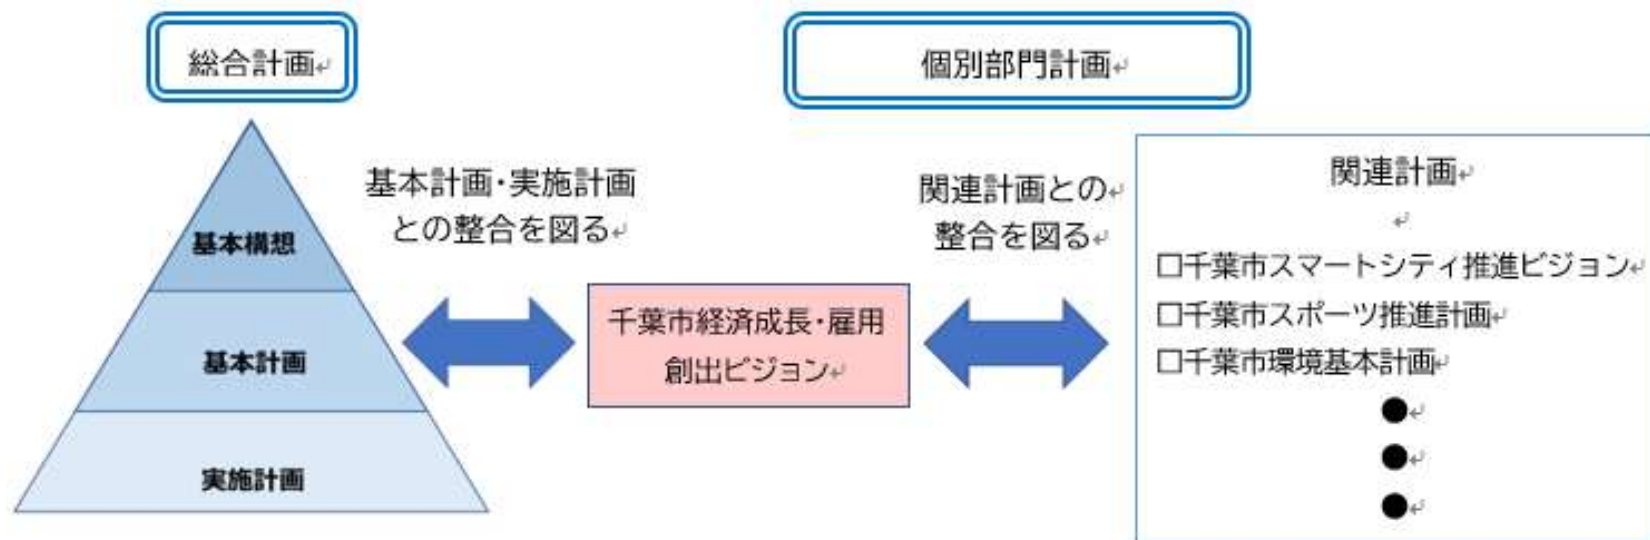 総合計画
個別部門計画
基本計画・実施計画
との整合を図る
関連計画との
整合を図る
基本構想
基本計画
実施計画
千葉市経済成長・雇用
創出ビジョン
関連計画
□千葉市スマートシティ推進ビジョン
□千葉市スポーツ推進計画
□千葉市環境基本計画
●
●
●